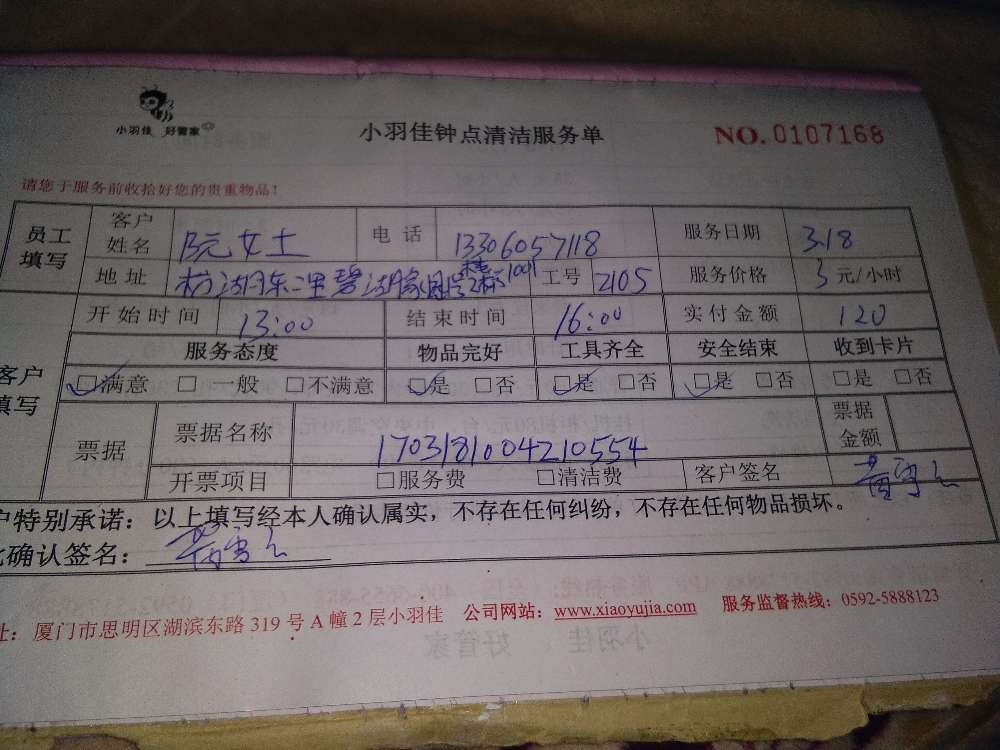 小羽佳 好管家
小羽佳钟点清洁服务单
NO.0107168
请您于服务前收拾好您的贵重物品!
员工填写 客户姓名 阮女士 电话 13306057118 服务日期 3.18
地址 工号 2105 服务价格 3 元/小时
开始时间 13:00 结束时间 16:00 实付金额 120
客户填写 服务态度 物品完好 工具齐全 安全结束 收到卡片
☑满意 □一般 □不满意 ☑是 □否 ☑是 □否 ☑是 □否 □是 □否
票据 票据名称 1703181004210554 票据金额
开票项目 □服务费 □清洁费 客户签名
户特别承诺：以上填写经本人确认属实，不存在任何纠纷，不存在任何物品损坏。
确认签名：
址：厦门市思明区湖滨东路 319 号 A 幢 2 层小羽佳 公司网站：www.xiaoyujia.com 服务监督热线：0592-5888123